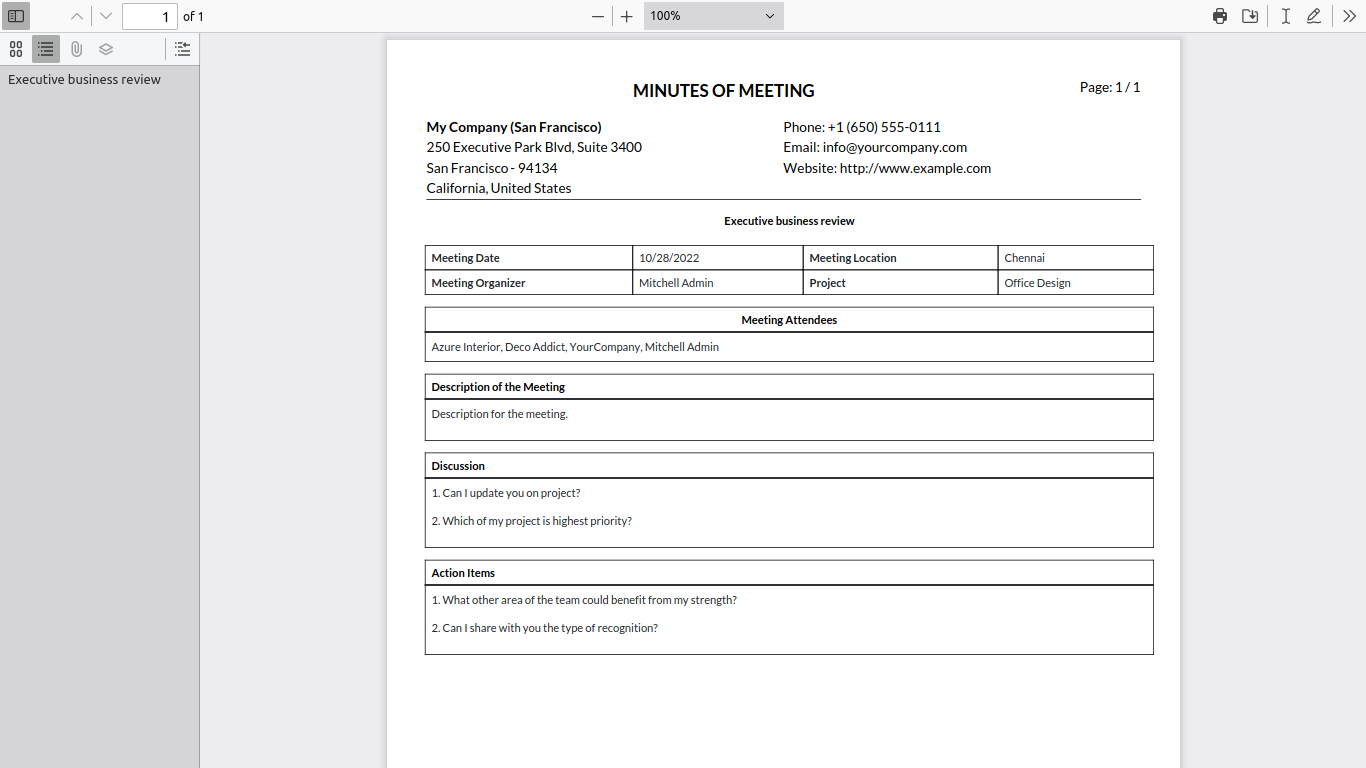 1 of 1
100%
Executive business review
MINUTES OF MEETING
Page: 1 / 1
My Company (San Francisco)
250 Executive Park Blvd, Suite 3400
San Francisco - 94134
California, United States
Phone: +1 (650) 555-0111
Email: info@yourcompany.com
Website: http://www.example.com
Executive business review
Meeting Date 10/28/2022 Meeting Location Chennai
Meeting Organizer Mitchell Admin Project Office Design
Meeting Attendees
Azure Interior, Deco Addict, YourCompany, Mitchell Admin
Description of the Meeting
Description for the meeting.
Discussion
1. Can I update you on project?
2. Which of my project is highest priority?
Action Items
1. What other area of the team could benefit from my strength?
2. Can I share with you the type of recognition?